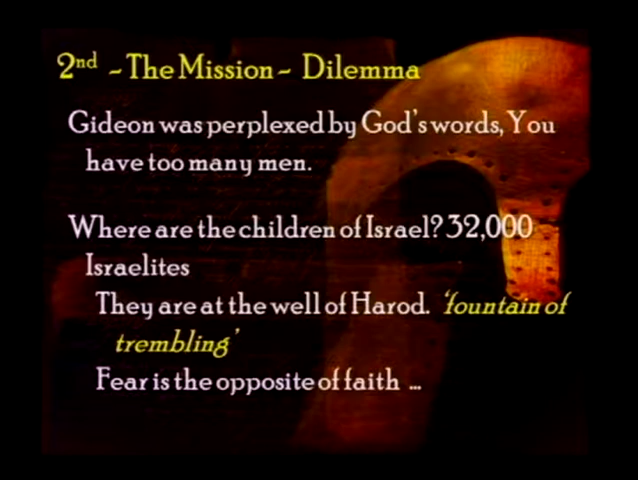 2nd ~ The Mission ~ Dilemma
Gideon was perplexed by God's words, You
have too many men.
Where are the children of Israel? 32,000
Israelites
They are at the well of Harod. 'fountain of
trembling'
Fear is the opposite of faith ...